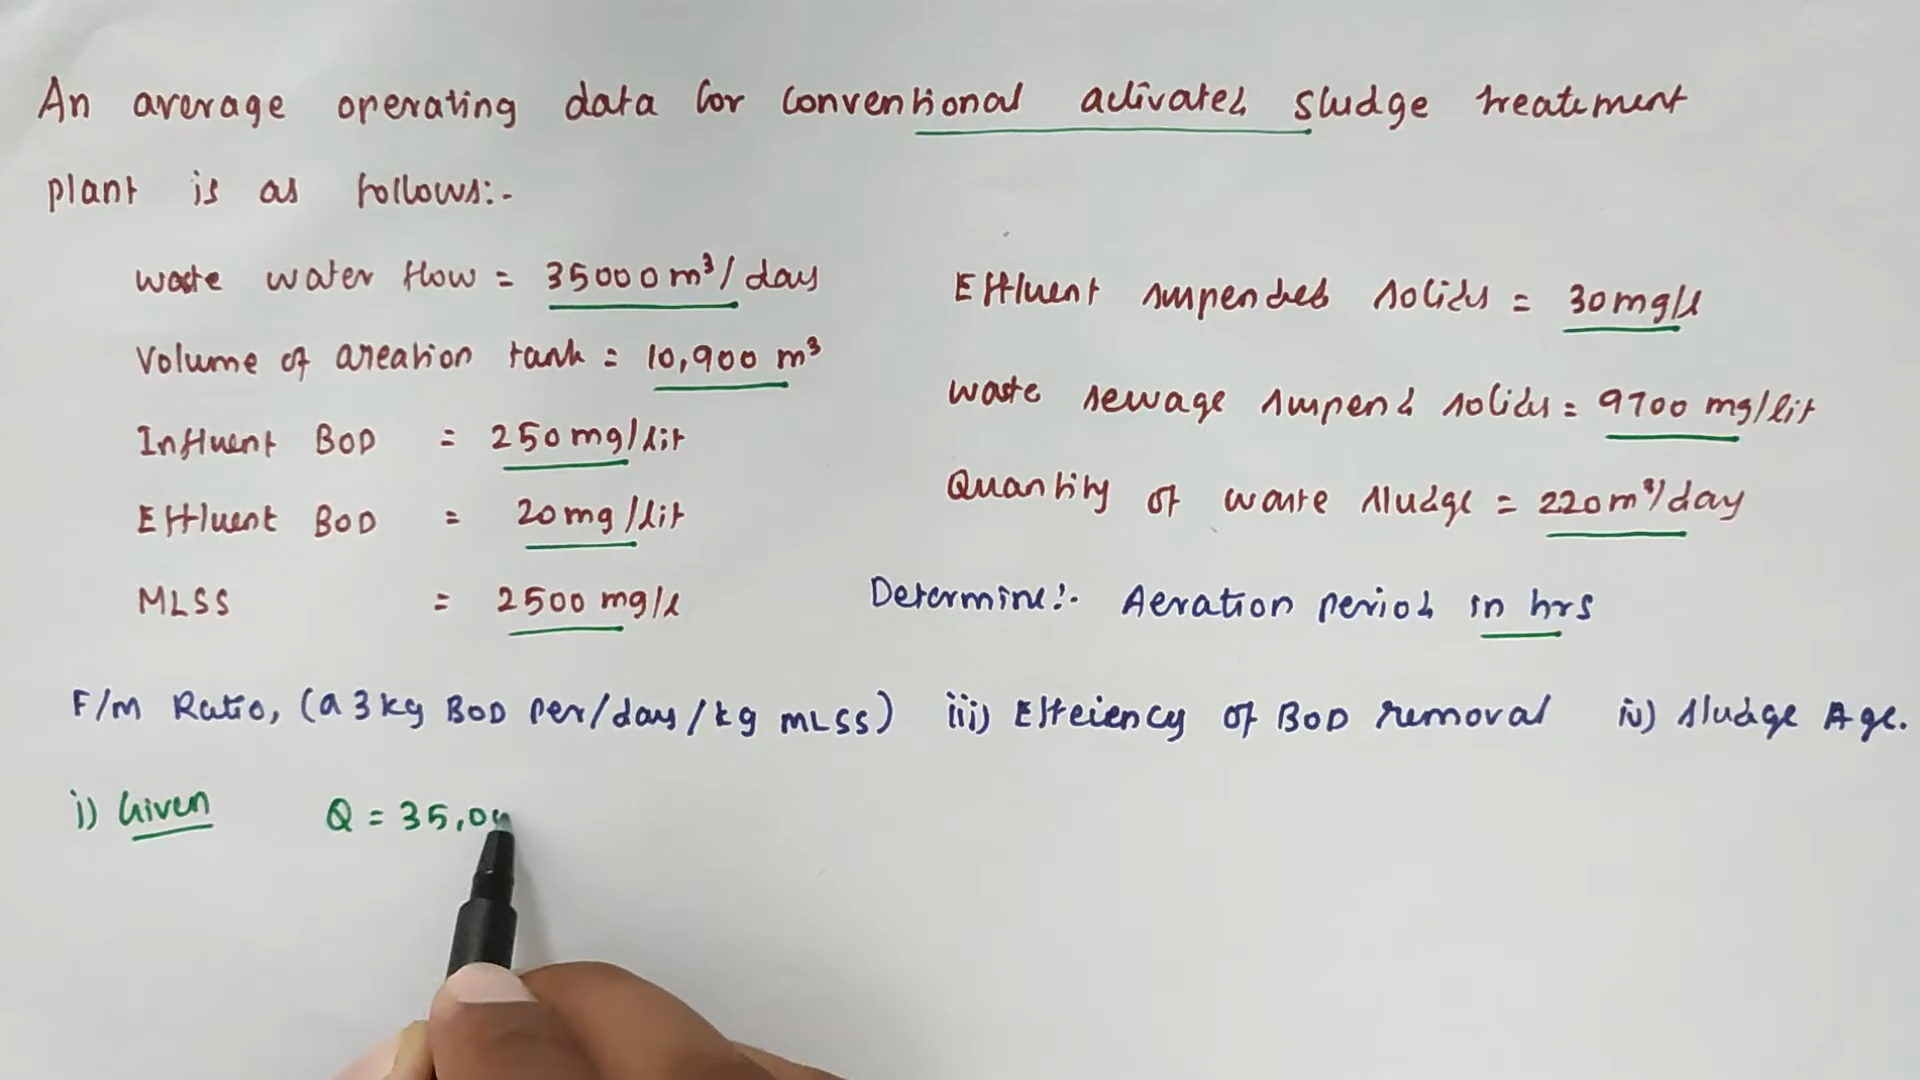 An average operating data for conventional activated sludge treatement
plant is as follows:-
waste water flow = 35000 m³/day
Volume of areation tank = 10,900 m³
Influent BOD = 250 mg/lit
Effluent BOD = 20 mg/lit
MLSS = 2500 mg/l
Effluent suspended solids = 30 mg/l
waste sewage suspend solids = 9700 mg/lit
Quantity of waste sludge = 220 m³/day
Determine:- Aeration period in hrs
F/m Ratio, (a 3 kg BOD per/day/kg MLSS) iii) Effeiency of BOD removal iv) sludge Age.
i) Given Q = 35,00